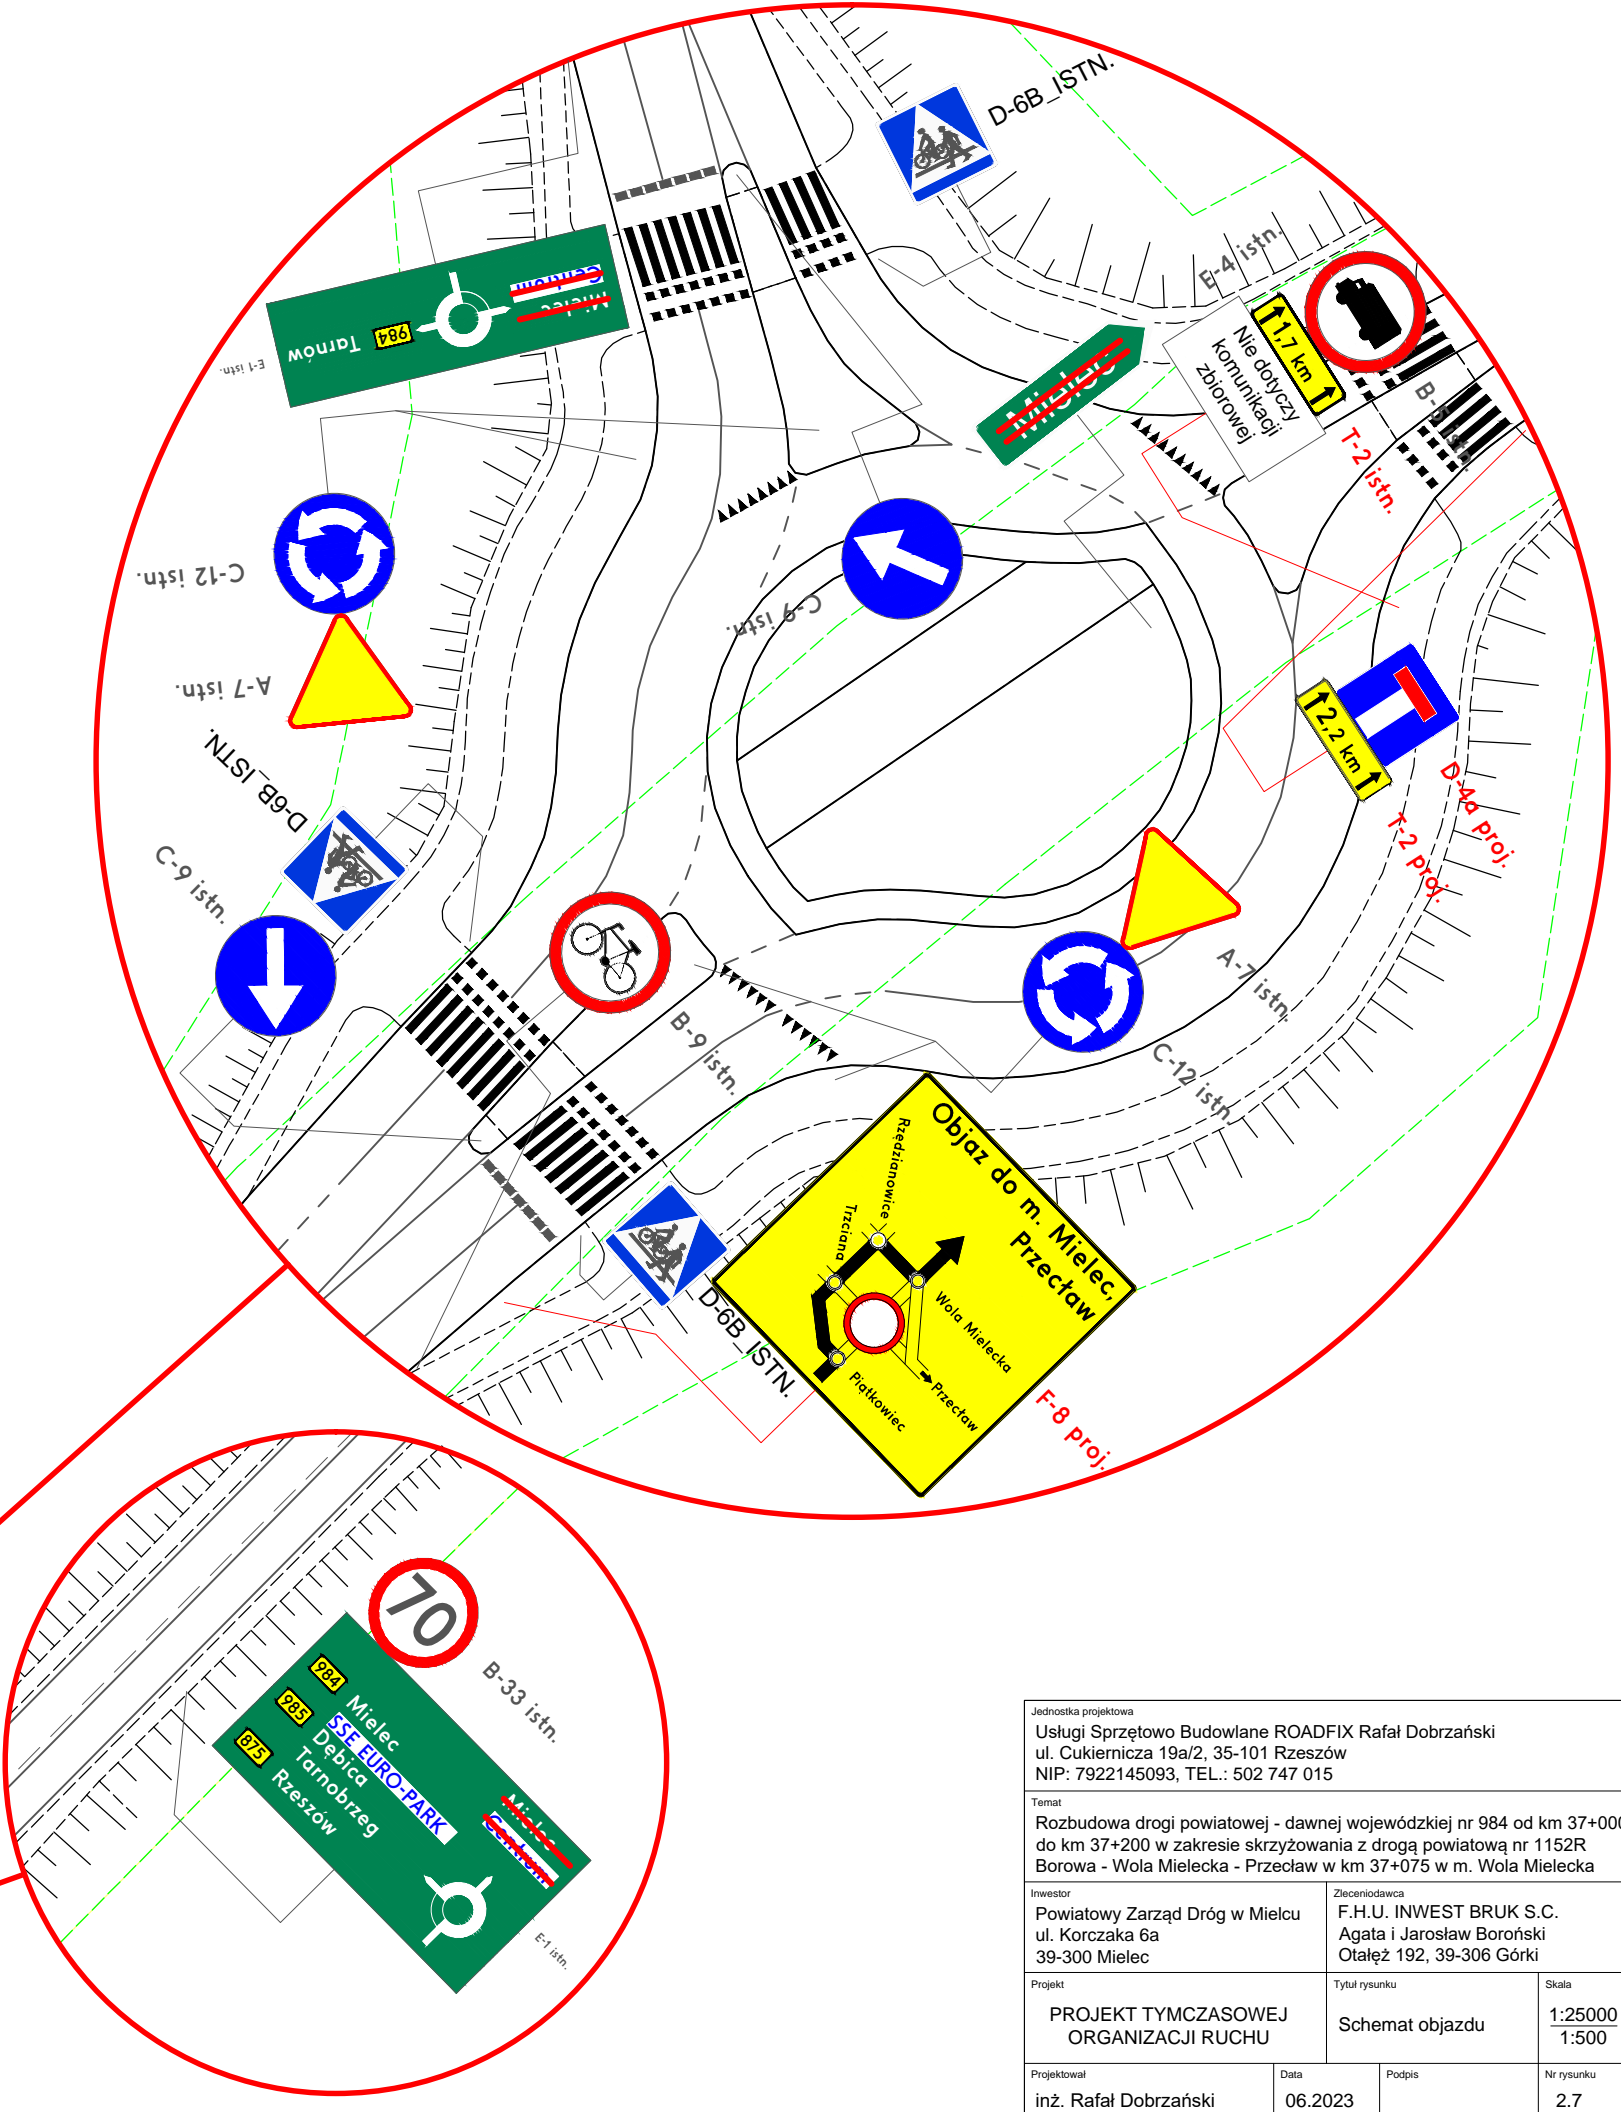 D-6B_ISTN.
E-4 istn.
Mielec
Centrum
984
Tarnów
E-1 istn.
Mielec
1,7 km
Nie dotyczy
komunikacji
zbiorowej
B-5 istn.
T-2 istn.
C-12 istn.
A-7 istn.
C-9 istn.
D-6B_ISTN.
C-9 istn.
2,2 km
D-4a proj.
T-2 proj.
B-9 istn.
A-7 istn.
C-12 istn.
Objaz do m. Mielec,
Przecław
Rzędzianowice
Trzciana
Wola Mielecka
Przecław
Piątkowiec
F-8 proj.
D-6B_ISTN.
70
B-33 istn.
984
985
875
Mielec
SSE EURO-PARK
Dębica
Tarnobrzeg
Rzeszów
Mielec
Centrum
E-1 istn.
Jednostka projektowa
Usługi Sprzętowo Budowlane ROADFIX Rafał Dobrzański
ul. Cukiernicza 19a/2, 35-101 Rzeszów
NIP: 7922145093, TEL.: 502 747 015
Temat
Rozbudowa drogi powiatowej - dawnej wojewódzkiej nr 984 od km 37+000
do km 37+200 w zakresie skrzyżowania z drogą powiatową nr 1152R
Borowa - Wola Mielecka - Przecław w km 37+075 w m. Wola Mielecka
Inwestor
Powiatowy Zarząd Dróg w Mielcu
ul. Korczaka 6a
39-300 Mielec
Zleceniodawca
F.H.U. INWEST BRUK S.C.
Agata i Jarosław Boroński
Otałęż 192, 39-306 Górki
Projekt
PROJEKT TYMCZASOWEJ
ORGANIZACJI RUCHU
Tytuł rysunku
Schemat objazdu
Skala
1:25000
1:500
Projektował
inż. Rafał Dobrzański
Data
06.2023
Podpis
Nr rysunku
2.7